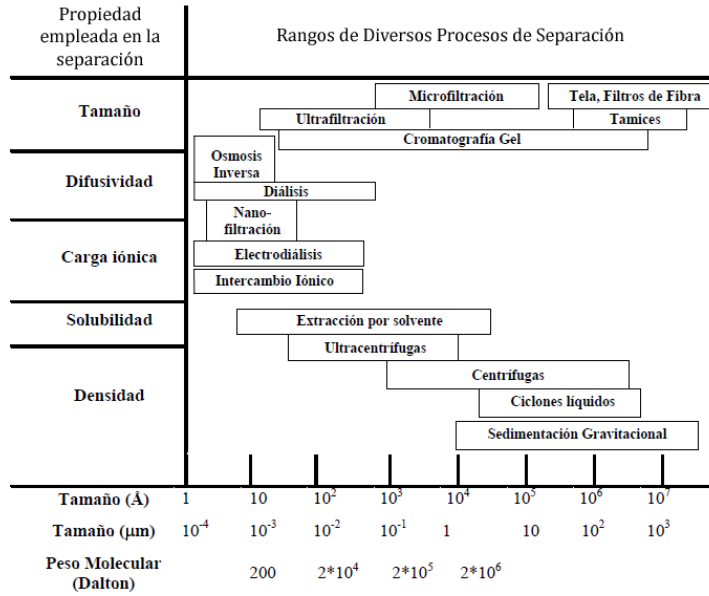 Propiedad
empleada en la
separación
Rangos de Diversos Procesos de Separación
Tamaño
Microfiltración
Tela, Filtros de Fibra
Ultrafiltración
Tamices
Cromatografía Gel
Osmosis
Inversa
Difusividad
Diálisis
Nano-
filtración
Carga iónica
Electrodiálisis
Intercambio Iónico
Solubilidad
Extracción por solvente
Ultracentrífugas
Densidad
Centrífugas
Ciclones líquidos
Sedimentación Gravitacional
Tamaño (Å) 1 10 10² 10³ 10⁴ 10⁵ 10⁶ 10⁷
Tamaño (μm) 10⁻⁴ 10⁻³ 10⁻² 10⁻¹ 1 10 10² 10³
Peso Molecular
(Dalton)
200 2*10⁴ 2*10⁵ 2*10⁶